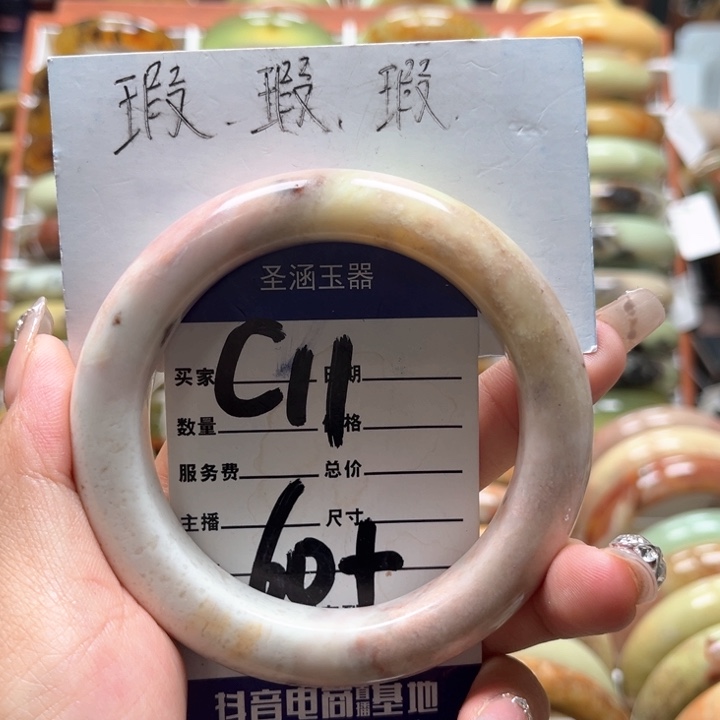 瑕.瑕.瑕.
圣涵玉器
C11
买家 日期
数量 格
服务费 总价
主播 尺寸
60+
抖音电商直播基地